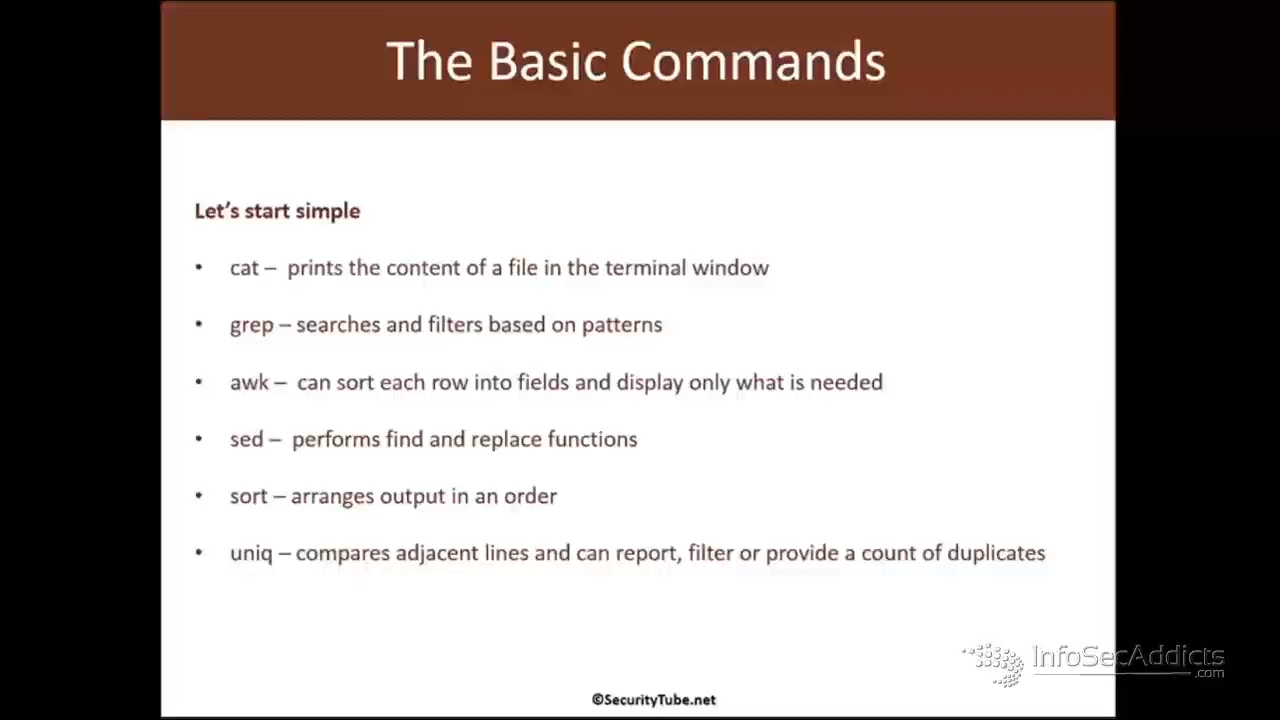 The Basic Commands
Let’s start simple
• cat – prints the content of a file in the terminal window
• grep – searches and filters based on patterns
• awk – can sort each row into fields and display only what is needed
• sed – performs find and replace functions
• sort – arranges output in an order
• uniq – compares adjacent lines and can report, filter or provide a count of duplicates
InfoSecAddicts
.com
©SecurityTube.net